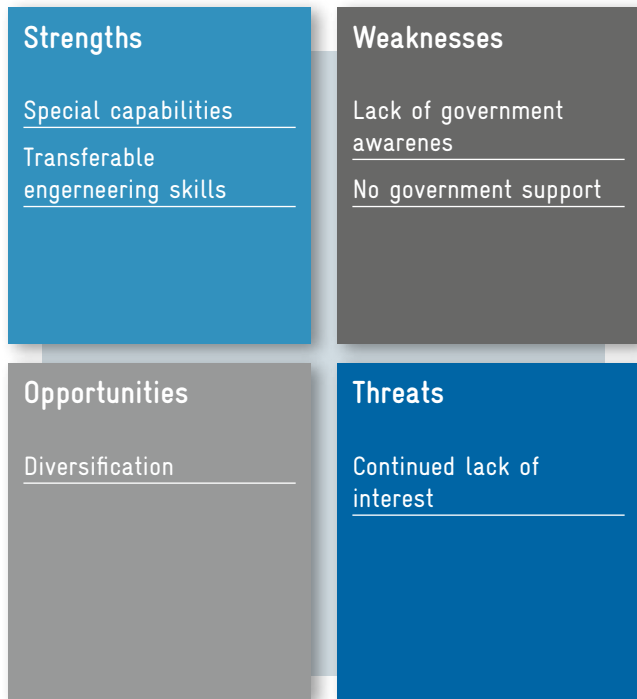 Strengths
Special capabilities
Transferable
engerneering skills
Weaknesses
Lack of government
awarenes
No government support
Opportunities
Diversification
Threats
Continued lack of
interest